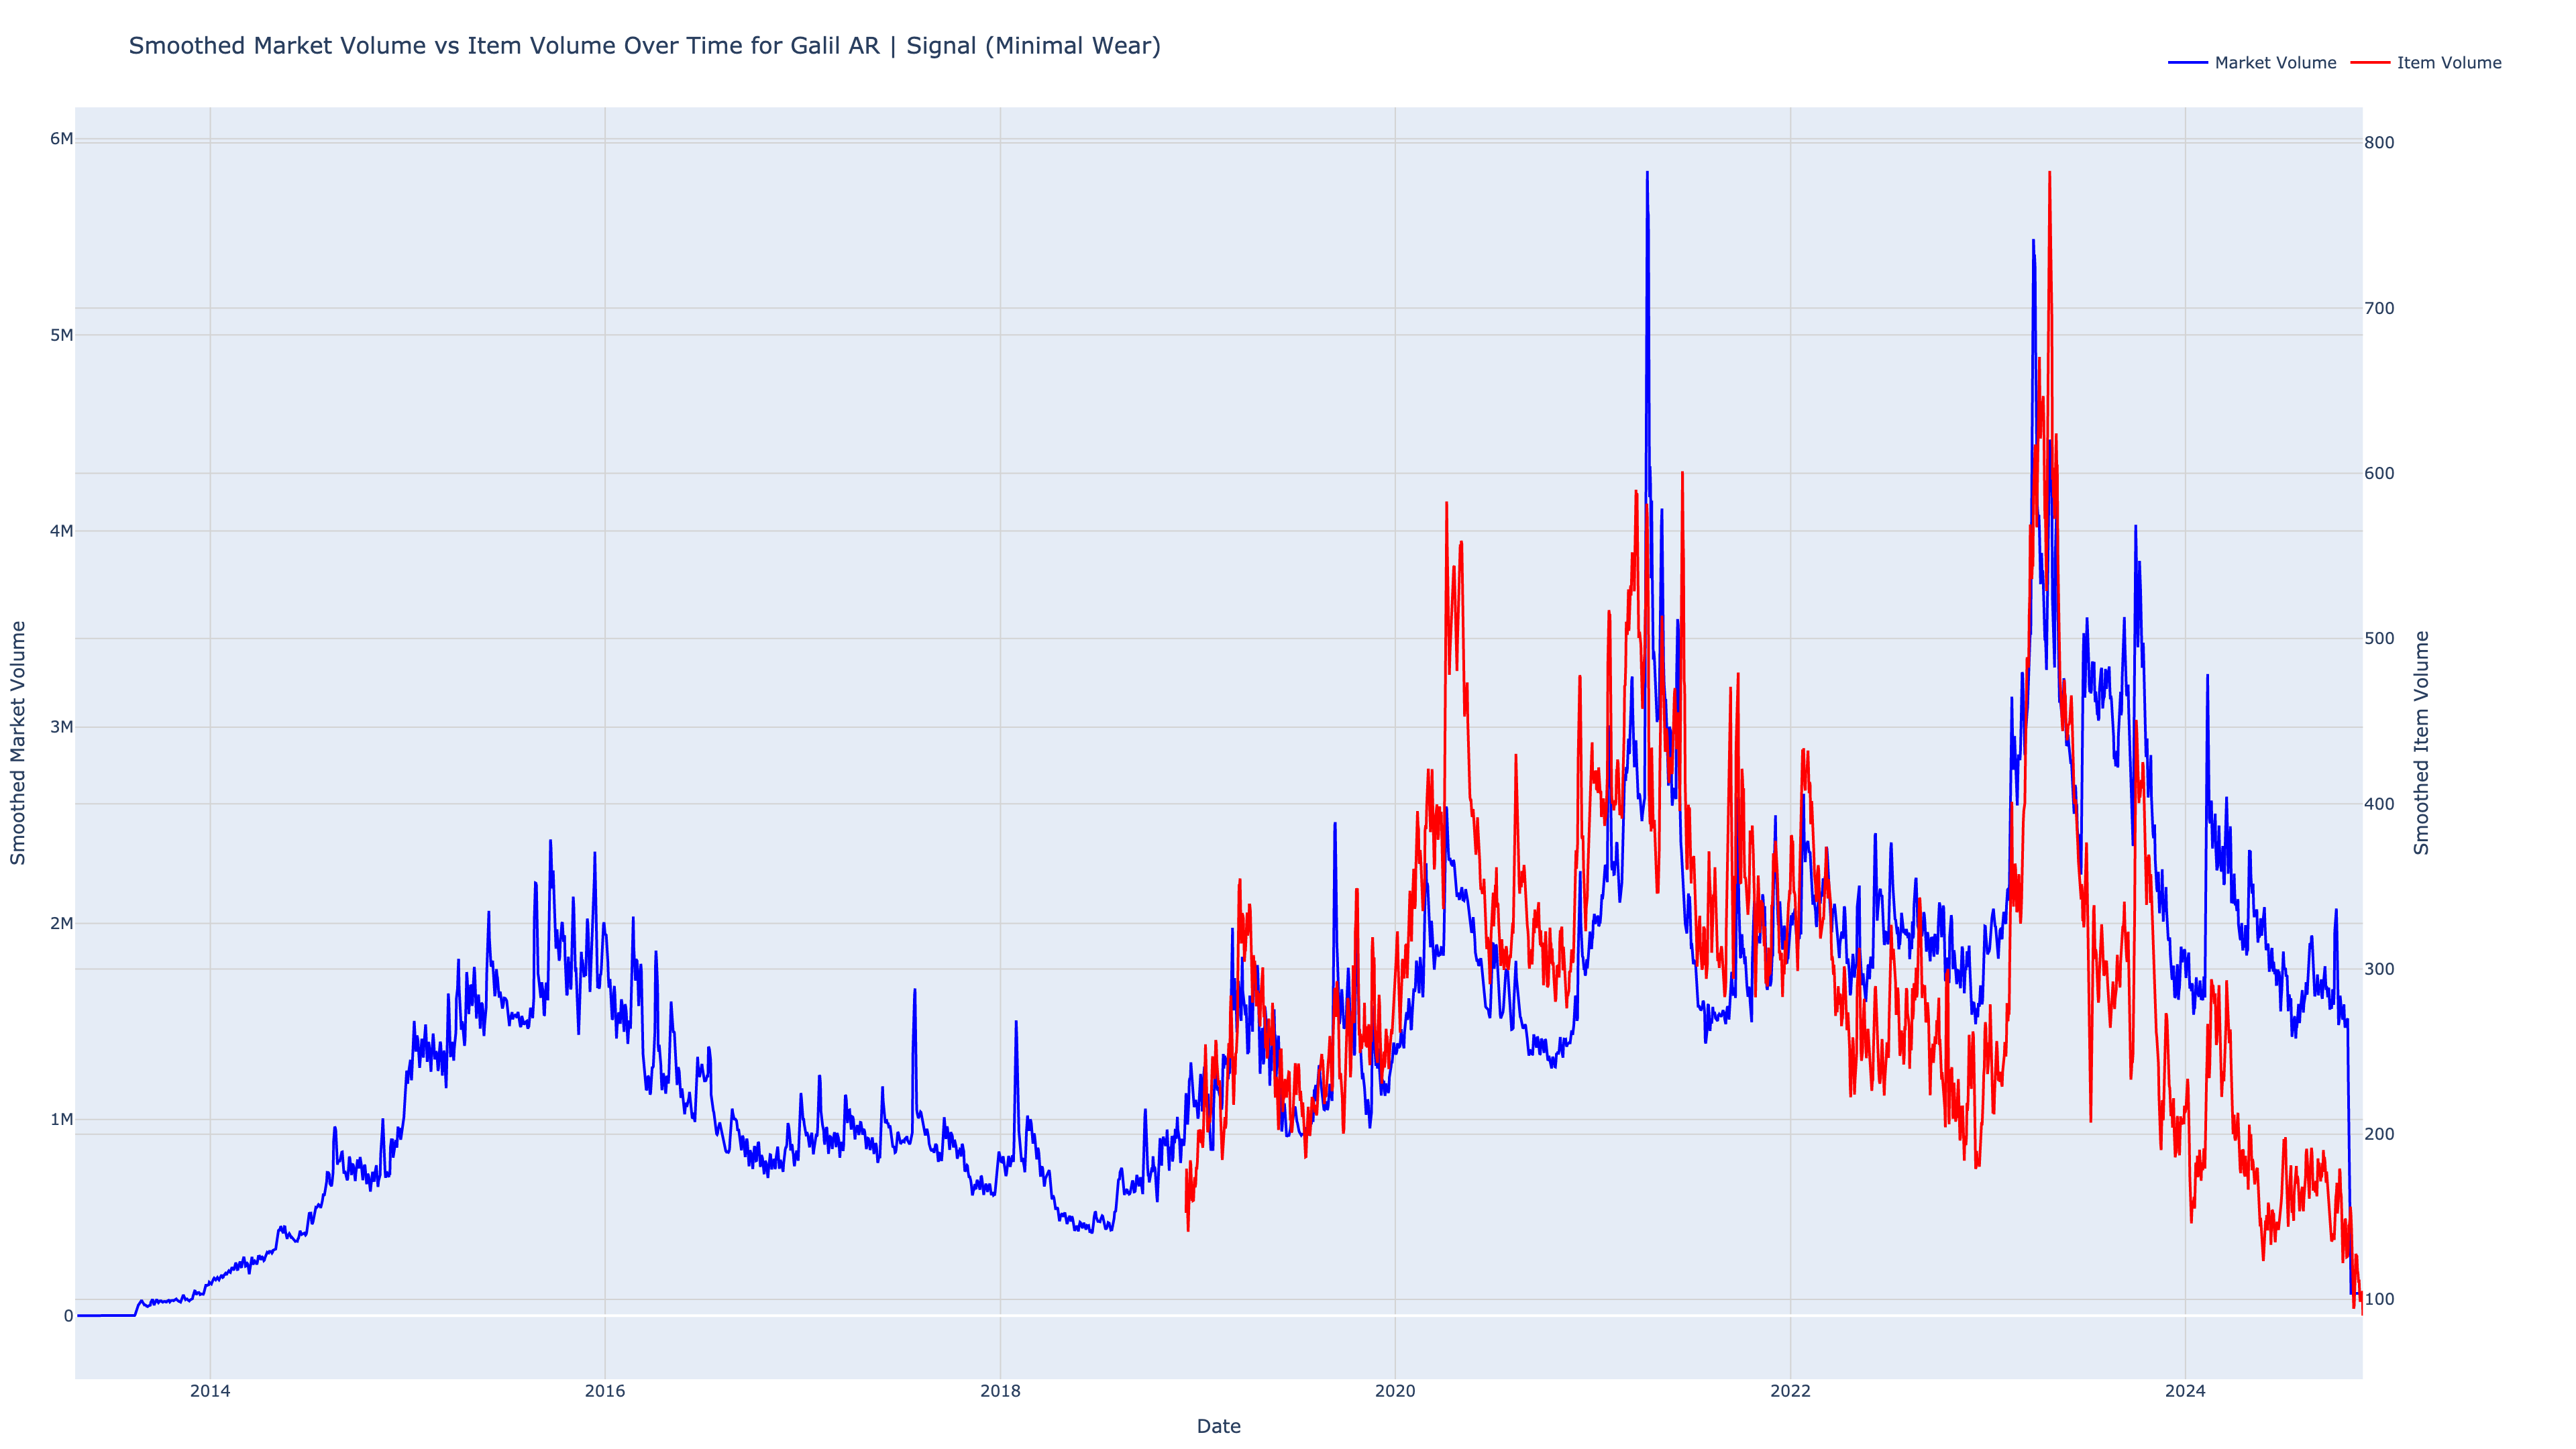 Smoothed Market Volume vs Item Volume Over Time for Galil AR | Signal (Minimal Wear)
Market Volume
Item Volume
6M
5M
4M
3M
2M
1M
0
Smoothed Market Volume
800
700
600
500
400
300
200
100
Smoothed Item Volume
2014
2016
2018
2020
2022
2024
Date